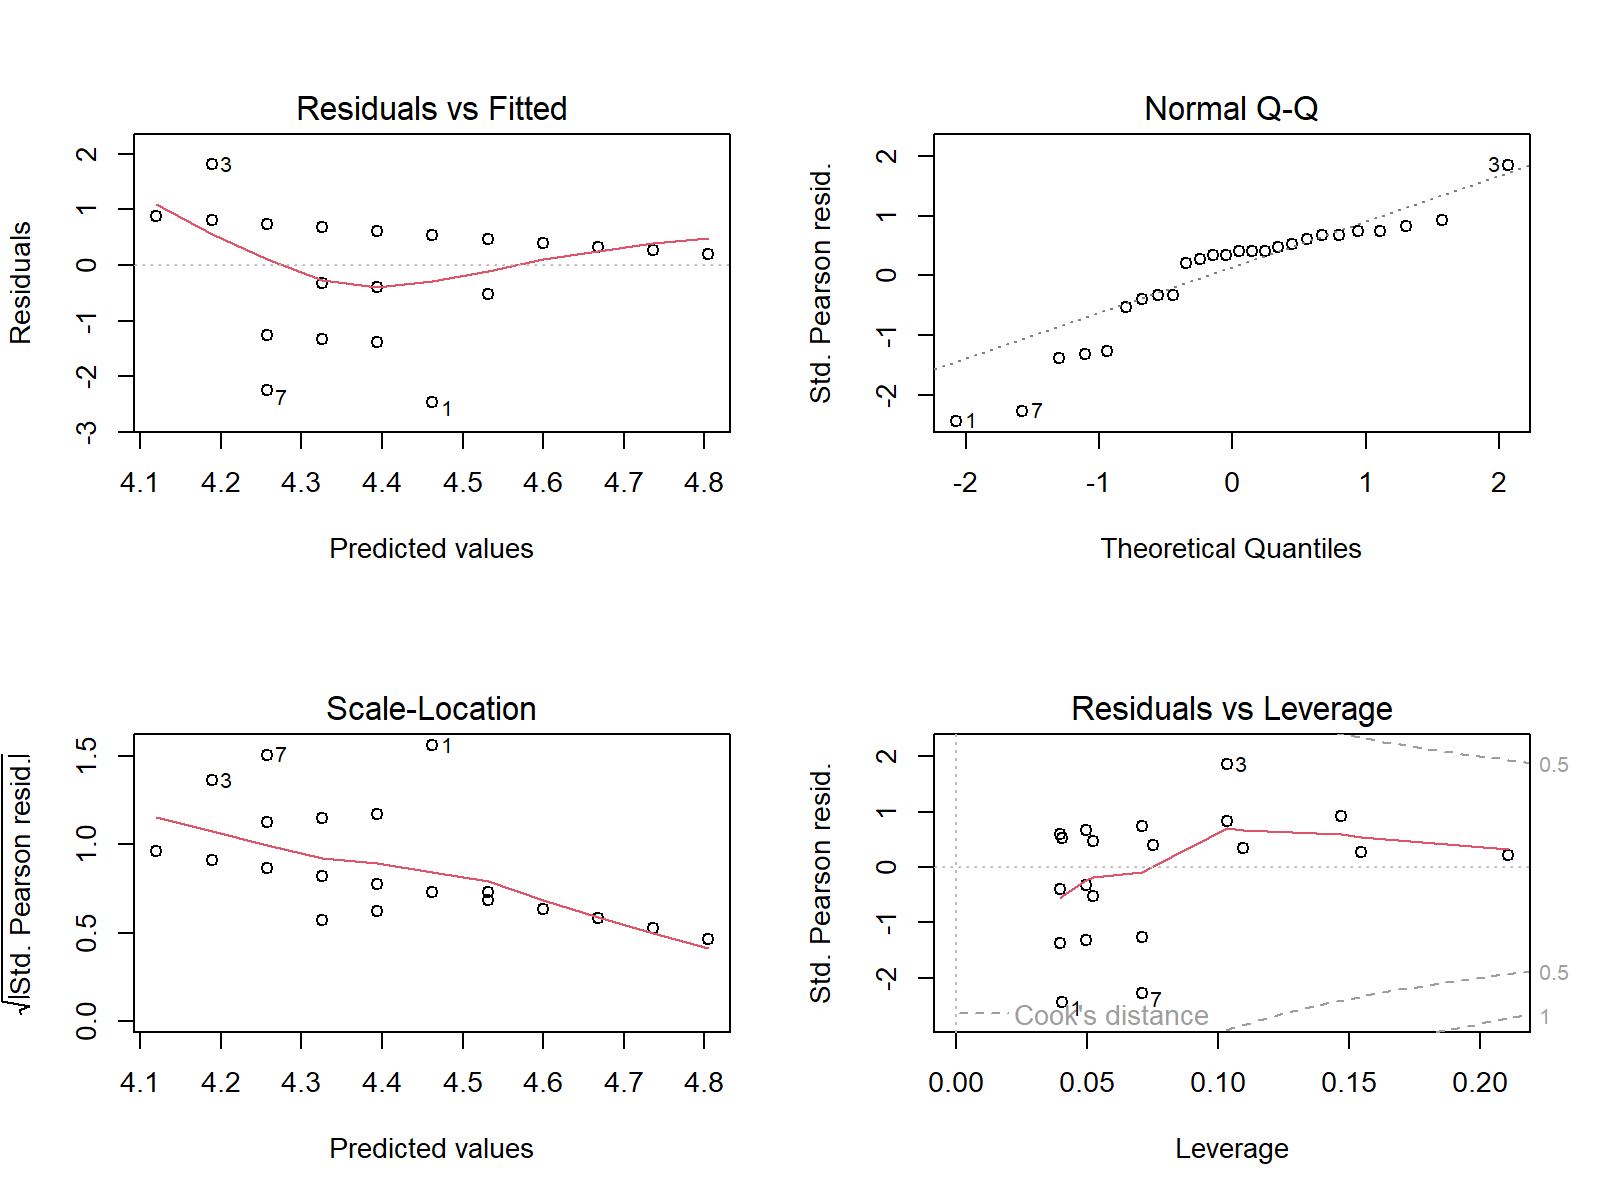 Residuals vs Fitted
Residuals
2
1
0
-1
-2
-3
3
7
1
4.1 4.2 4.3 4.4 4.5 4.6 4.7 4.8
Predicted values
Normal Q-Q
Std. Pearson resid.
2
1
0
-1
-2
3
7
1
-2 -1 0 1 2
Theoretical Quantiles
Scale-Location
√|Std. Pearson resid.|
1.5
1.0
0.5
0.0
7
1
3
4.1 4.2 4.3 4.4 4.5 4.6 4.7 4.8
Predicted values
Residuals vs Leverage
Std. Pearson resid.
2
1
0
-1
-2
3
7
1
0.5
0.5
1
Cook's distance
0.00 0.05 0.10 0.15 0.20
Leverage